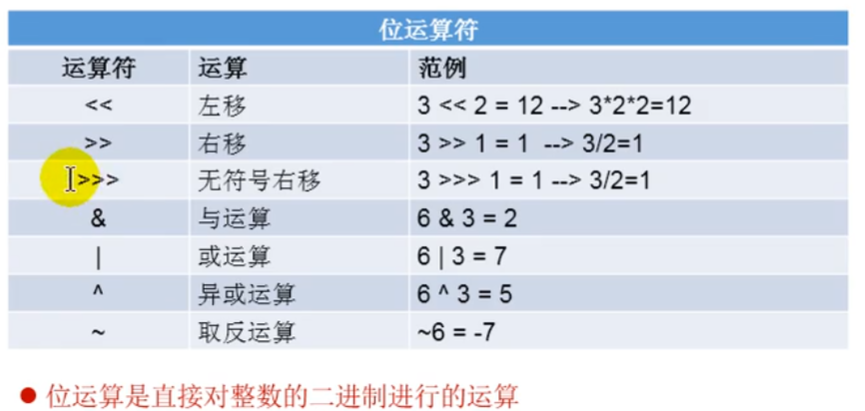 位运算符
运算符 运算 范例
<< 左移 3 << 2 = 12 --> 3*2*2=12
>> 右移 3 >> 1 = 1 --> 3/2=1
>>> 无符号右移 3 >>> 1 = 1 --> 3/2=1
& 与运算 6 & 3 = 2
| 或运算 6 | 3 = 7
^ 异或运算 6 ^ 3 = 5
~ 取反运算 ~6 = -7
● 位运算是直接对整数的二进制进行的运算